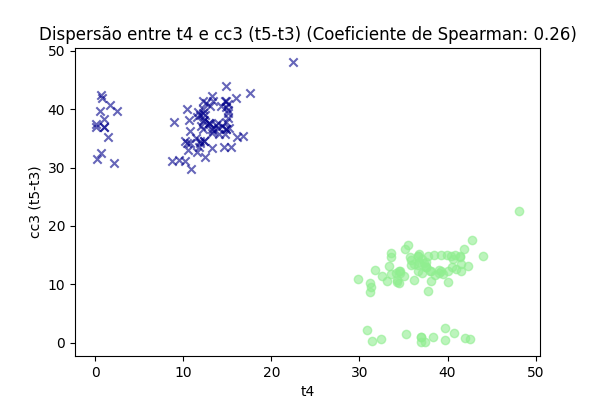 Dispersão entre t4 e cc3 (t5-t3) (Coeficiente de Spearman: 0.26)
50
40
30
20
10
0
cc3 (t5-t3)
0 10 20 30 40 50
t4